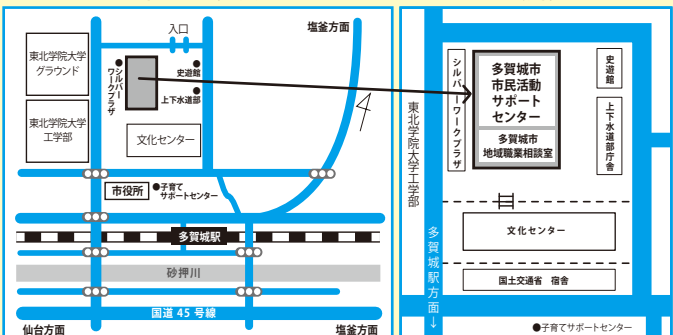 入口
塩釜方面
東北学院大学
グラウンド
●シルバー
ワークプラザ
●
史遊館
●
上下水道部
東北学院大学
工学部
文化センター
市役所
●子育て
サポートセンター
多賀城駅
砂押川
国道 45 号線
仙台方面
塩釜方面
東北学院大学工学部
シルバーワークプラザ
多賀城市
市民活動
サポート
センター
多賀城市
地域職業相談室
史遊館
上下水道部庁舎
多賀城駅方面→
文化センター
国土交通省 宿舎
●子育てサポートセンター